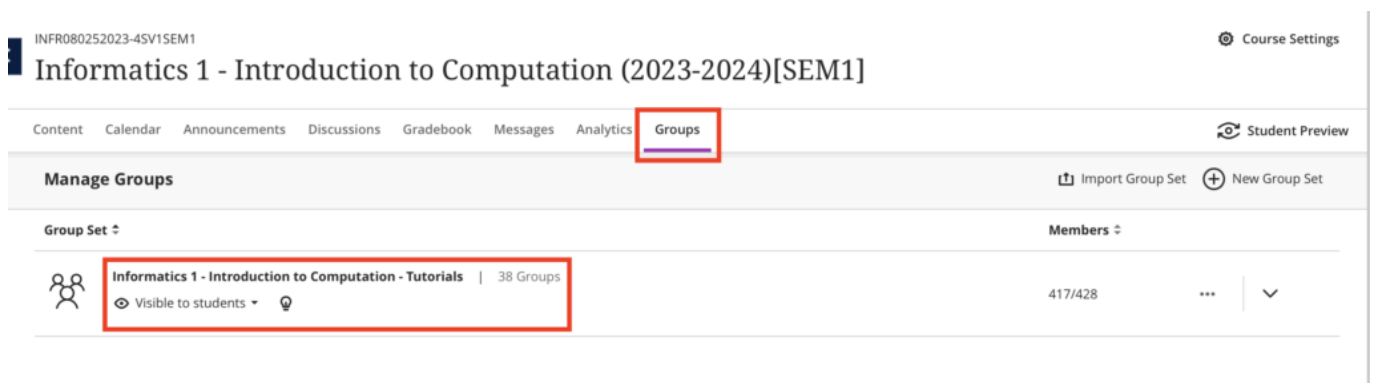 INFR080252023-4SV1SEM1
Course Settings
Informatics 1 - Introduction to Computation (2023-2024)[SEM1]
Content Calendar Announcements Discussions Gradebook Messages Analytics Groups
Student Preview
Manage Groups
Import Group Set New Group Set
Group Set Members
Informatics 1 - Introduction to Computation - Tutorials | 38 Groups
Visible to students
417/428